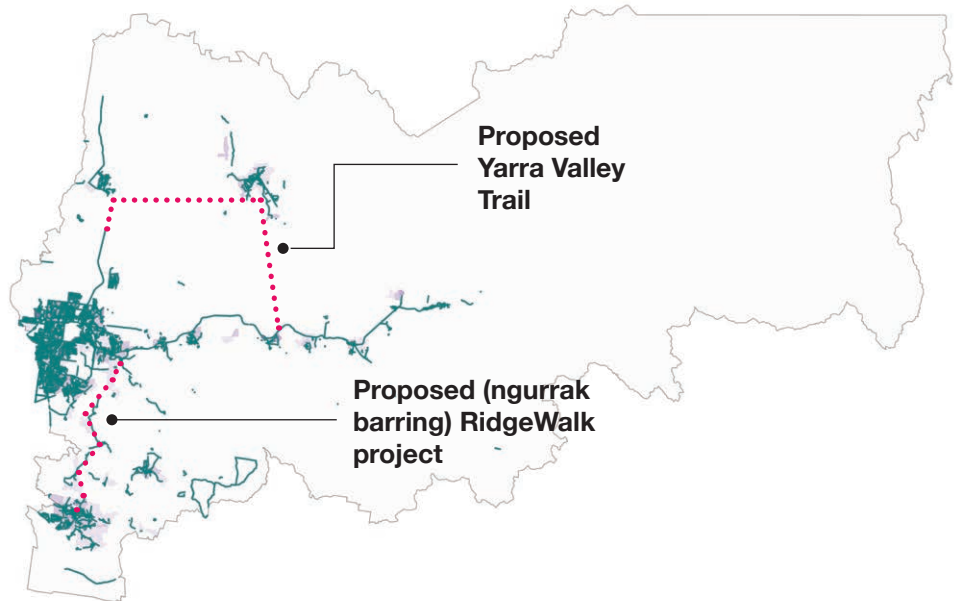 Proposed
Yarra Valley
Trail
Proposed (ngurrak
barring) RidgeWalk
project